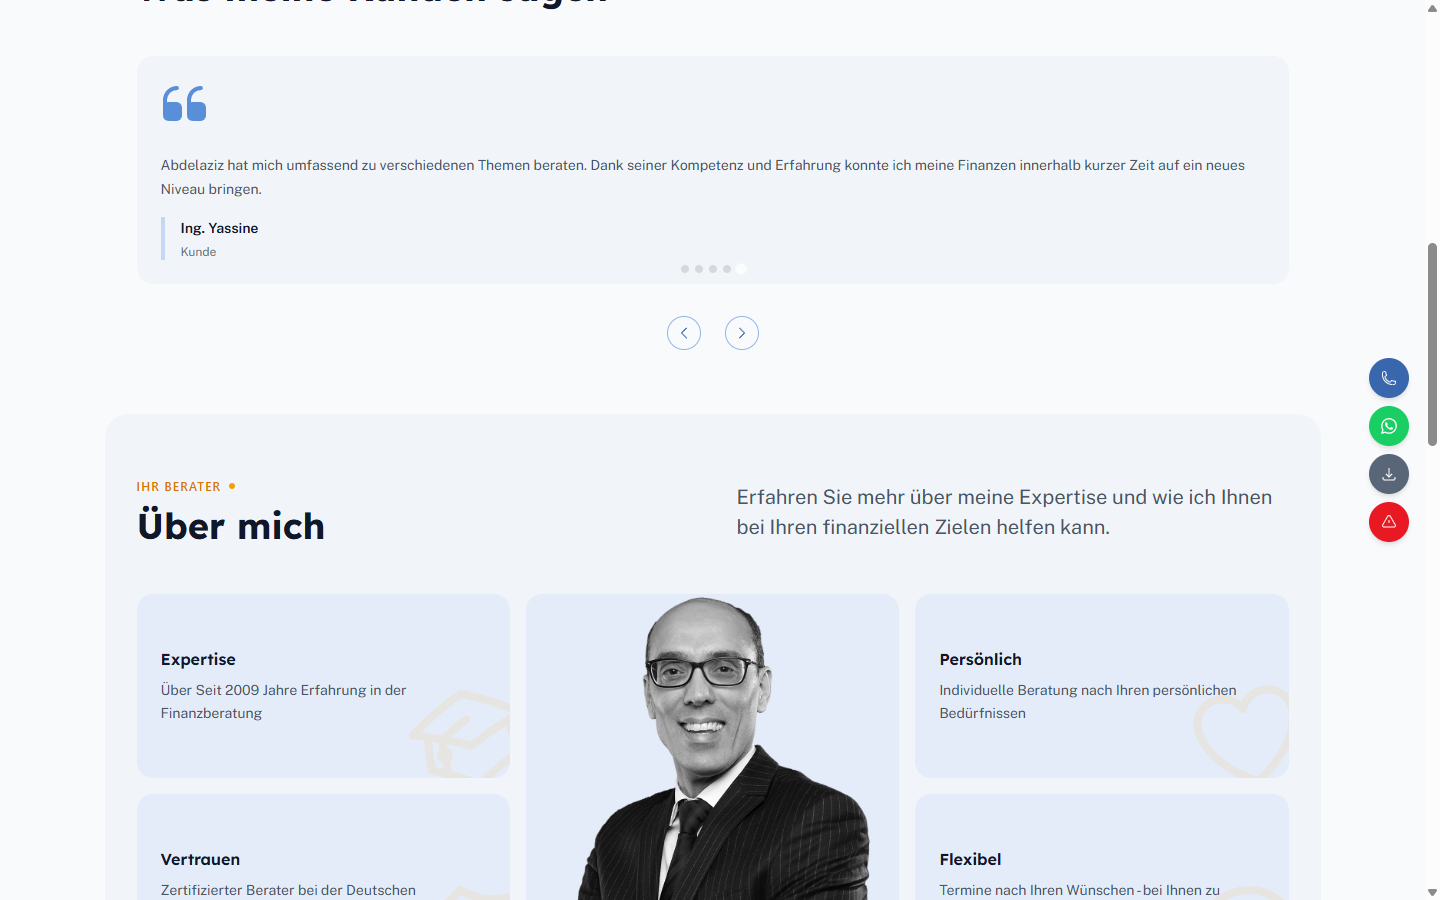 Was meine Kunden sagen
Abdelaziz hat mich umfassend zu verschiedenen Themen beraten. Dank seiner Kompetenz und Erfahrung konnte ich meine Finanzen innerhalb kurzer Zeit auf ein neues
Niveau bringen.
Ing. Yassine
Kunde
IHR BERATER
Über mich
Erfahren Sie mehr über meine Expertise und wie ich Ihnen
bei Ihren finanziellen Zielen helfen kann.
Expertise
Über Seit 2009 Jahre Erfahrung in der
Finanzberatung
Persönlich
Individuelle Beratung nach Ihren persönlichen
Bedürfnissen
Vertrauen
Zertifizierter Berater bei der Deutschen
Flexibel
Termine nach Ihren Wünschen - bei Ihnen zu